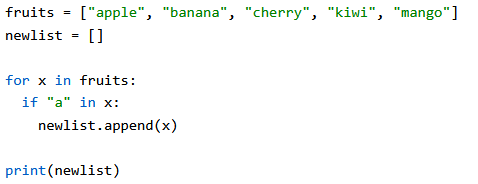 fruits = ["apple", "banana", "cherry", "kiwi", "mango"]
newlist = []

for x in fruits:
  if "a" in x:
    newlist.append(x)

print(newlist)